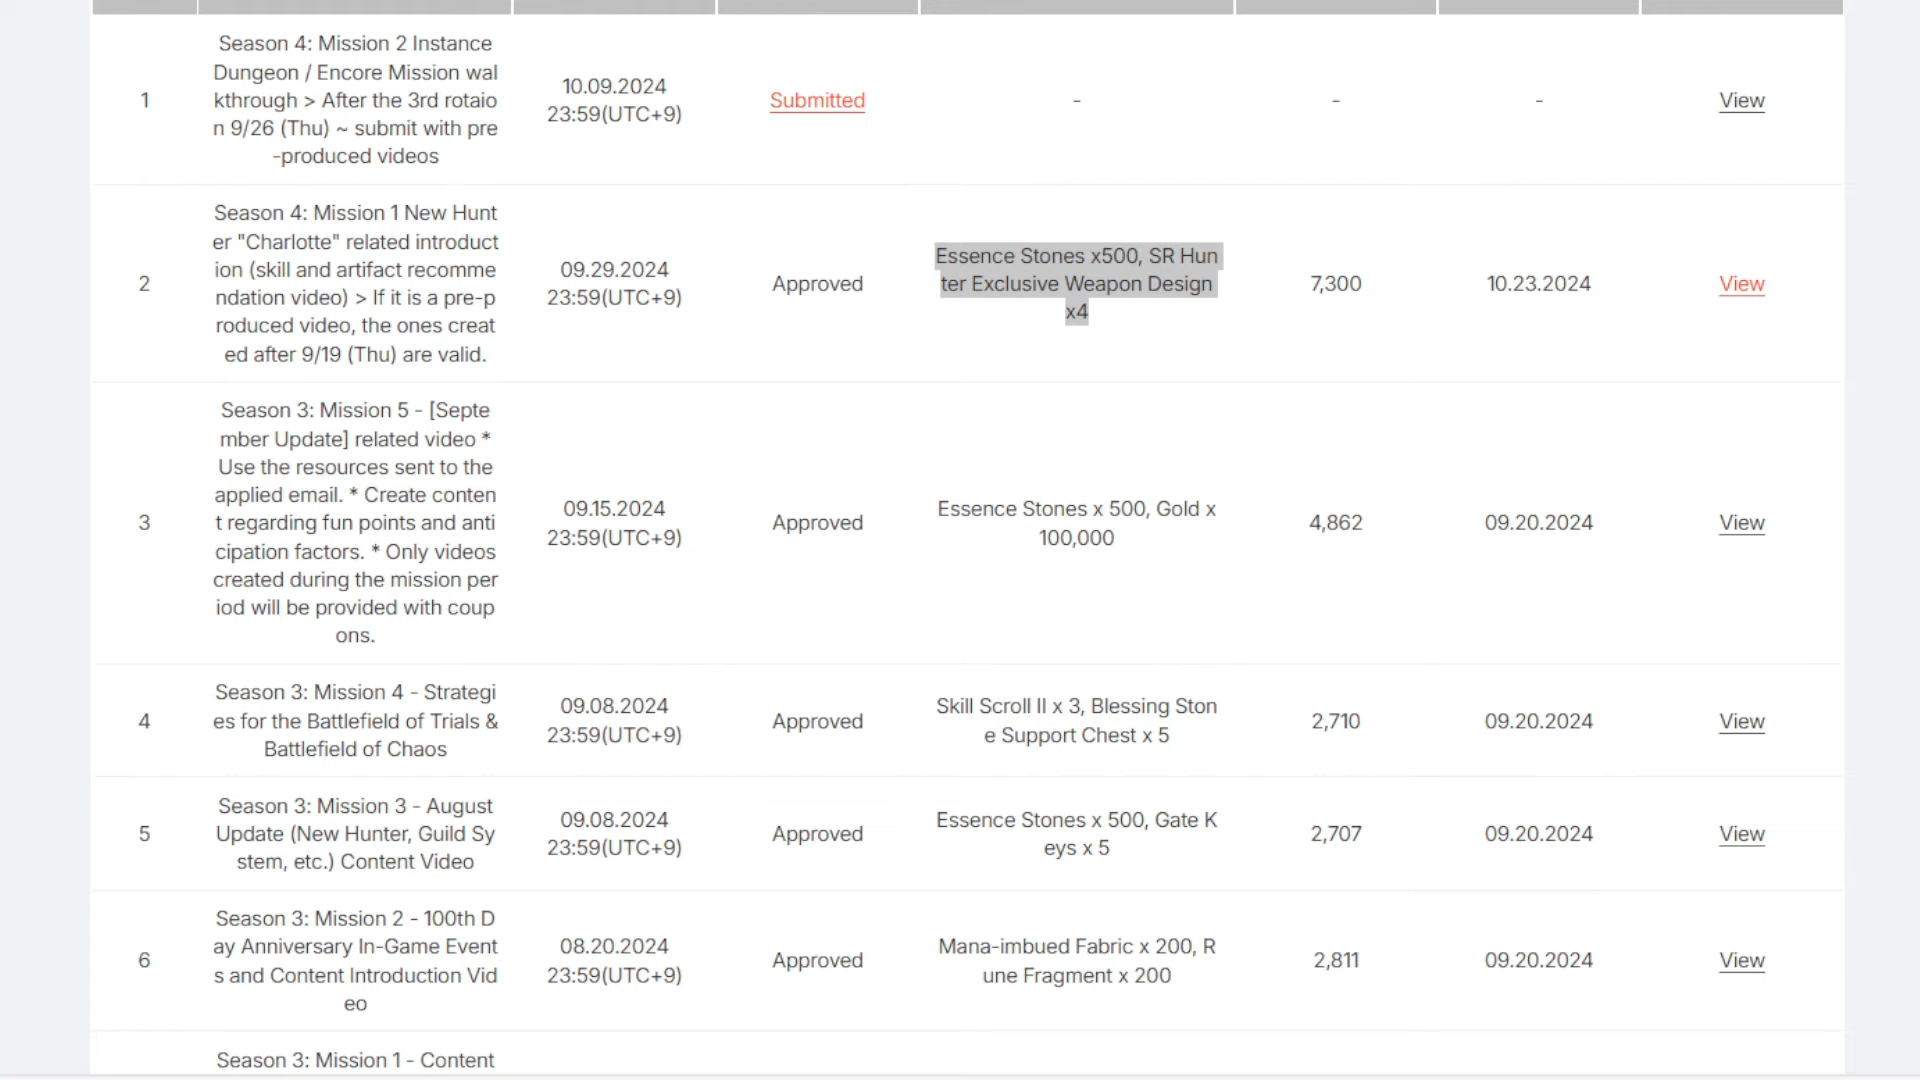 1
Season 4: Mission 2 Instance
Dungeon / Encore Mission wal
kthrough > After the 3rd rotaio
n 9/26 (Thu) ~ submit with pre
-produced videos
10.09.2024
23:59(UTC+9)
Submitted
-
-
-
View
2
Season 4: Mission 1 New Hunt
er "Charlotte" related introduct
ion (skill and artifact recomme
ndation video) > If it is a pre-p
roduced video, the ones creat
ed after 9/19 (Thu) are valid.
09.29.2024
23:59(UTC+9)
Approved
Essence Stones x500, SR Hun
ter Exclusive Weapon Design
x4
7,300
10.23.2024
View
3
Season 3: Mission 5 - [Septe
mber Update] related video *
Use the resources sent to the
applied email. * Create conten
t regarding fun points and anti
cipation factors. * Only videos
created during the mission per
iod will be provided with coup
ons.
09.15.2024
23:59(UTC+9)
Approved
Essence Stones x 500, Gold x
100,000
4,862
09.20.2024
View
4
Season 3: Mission 4 - Strategi
es for the Battlefield of Trials &
Battlefield of Chaos
09.08.2024
23:59(UTC+9)
Approved
Skill Scroll II x 3, Blessing Ston
e Support Chest x 5
2,710
09.20.2024
View
5
Season 3: Mission 3 - August
Update (New Hunter, Guild Sy
stem, etc.) Content Video
09.08.2024
23:59(UTC+9)
Approved
Essence Stones x 500, Gate K
eys x 5
2,707
09.20.2024
View
6
Season 3: Mission 2 - 100th D
ay Anniversary In-Game Event
s and Content Introduction Vid
eo
08.20.2024
23:59(UTC+9)
Approved
Mana-imbued Fabric x 200, R
une Fragment x 200
2,811
09.20.2024
View
Season 3: Mission 1 - Content